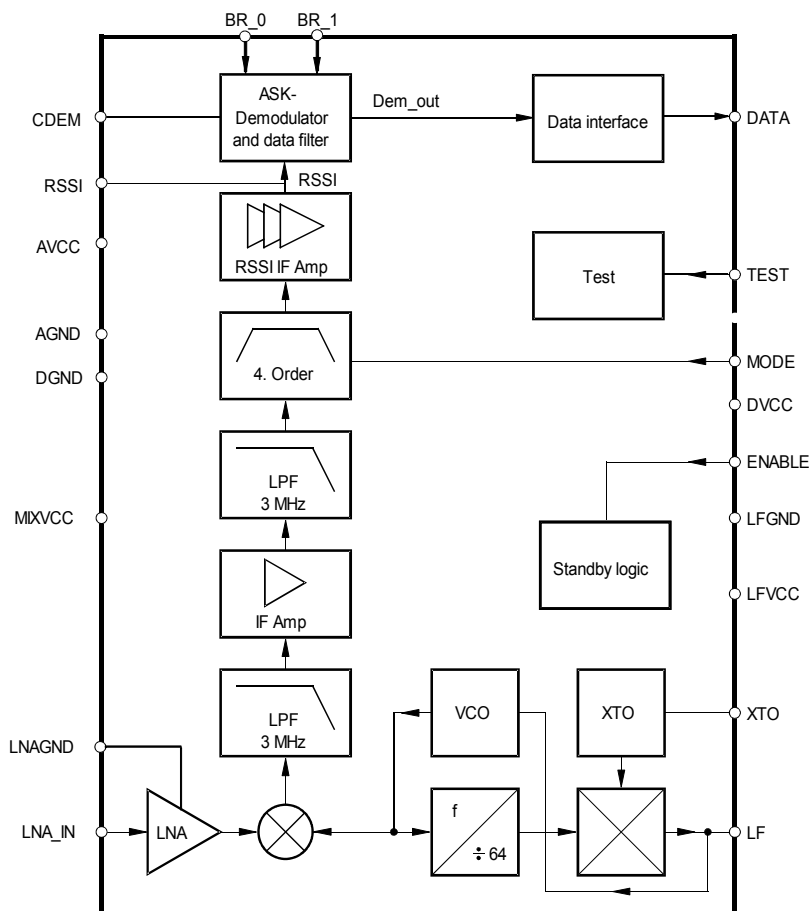 BR_0
BR_1
CDEM
ASK-
Demodulator
and data filter
Dem_out
Data interface
DATA
RSSI
RSSI
AVCC
RSSI IF Amp
Test
TEST
AGND
DGND
4. Order
MODE
DVCC
ENABLE
LPF
3 MHz
MIXVCC
LFGND
Standby logic
IF Amp
LFVCC
LPF
3 MHz
VCO
XTO
XTO
LNAGND
LNA_IN
LNA
f
÷ 64
LF